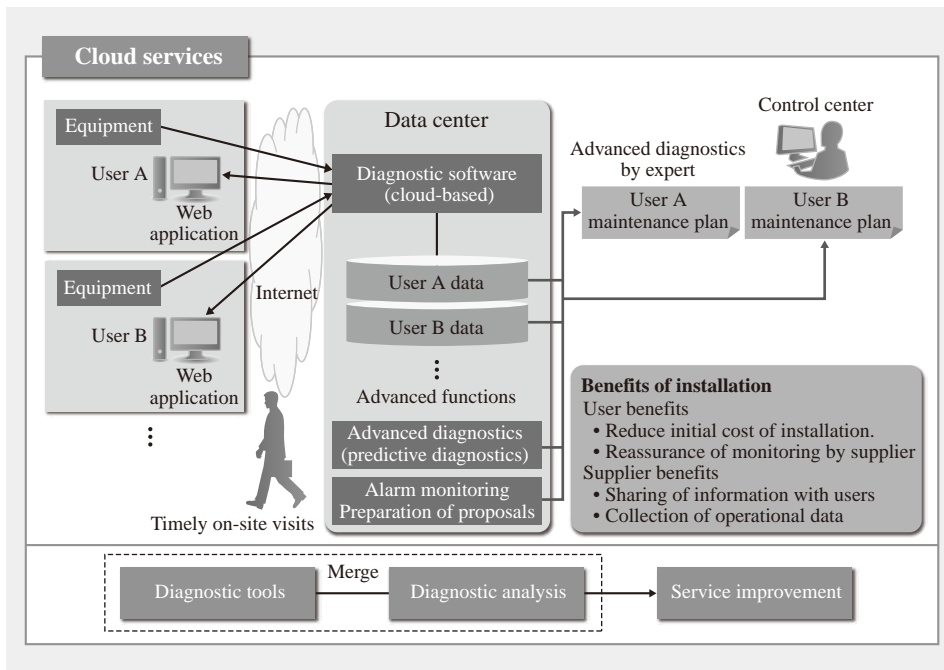 Cloud services
Equipment
User A
Web
application
Equipment
User B
Web
application
Internet
Timely on-site visits
Data center
Diagnostic software
(cloud-based)
User A data
User B data
Advanced functions
Advanced diagnostics
(predictive diagnostics)
Alarm monitoring
Preparation of proposals
Control center
Advanced diagnostics
by expert
User A
maintenance plan
User B
maintenance plan
Benefits of installation
User benefits
• Reduce initial cost of installation.
• Reassurance of monitoring by supplier
Supplier benefits
• Sharing of information with users
• Collection of operational data
Diagnostic tools
Merge
Diagnostic analysis
Service improvement